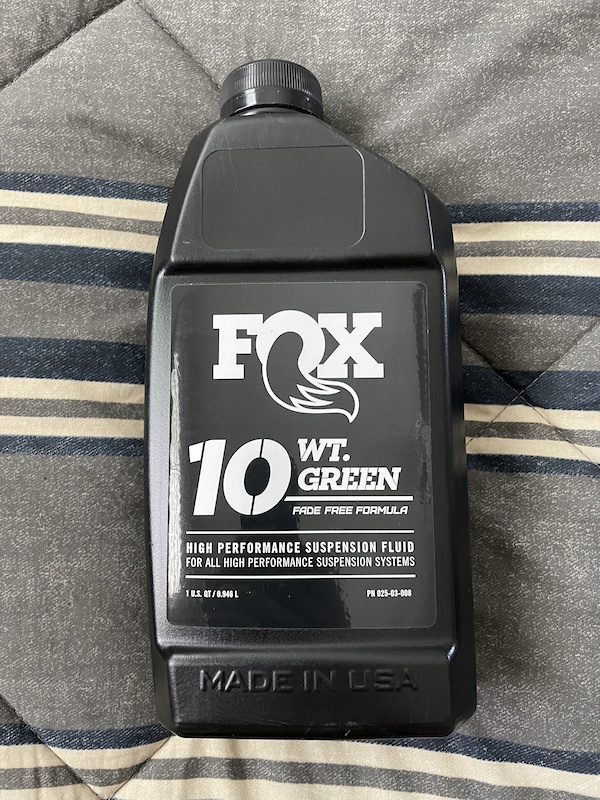 FOX
10 WT.
GREEN
FADE FREE FORMULA
HIGH PERFORMANCE SUSPENSION FLUID
FOR ALL HIGH PERFORMANCE SUSPENSION SYSTEMS
1 U.S. QT / 0.946 L PN 025-03-006
MADE IN USA